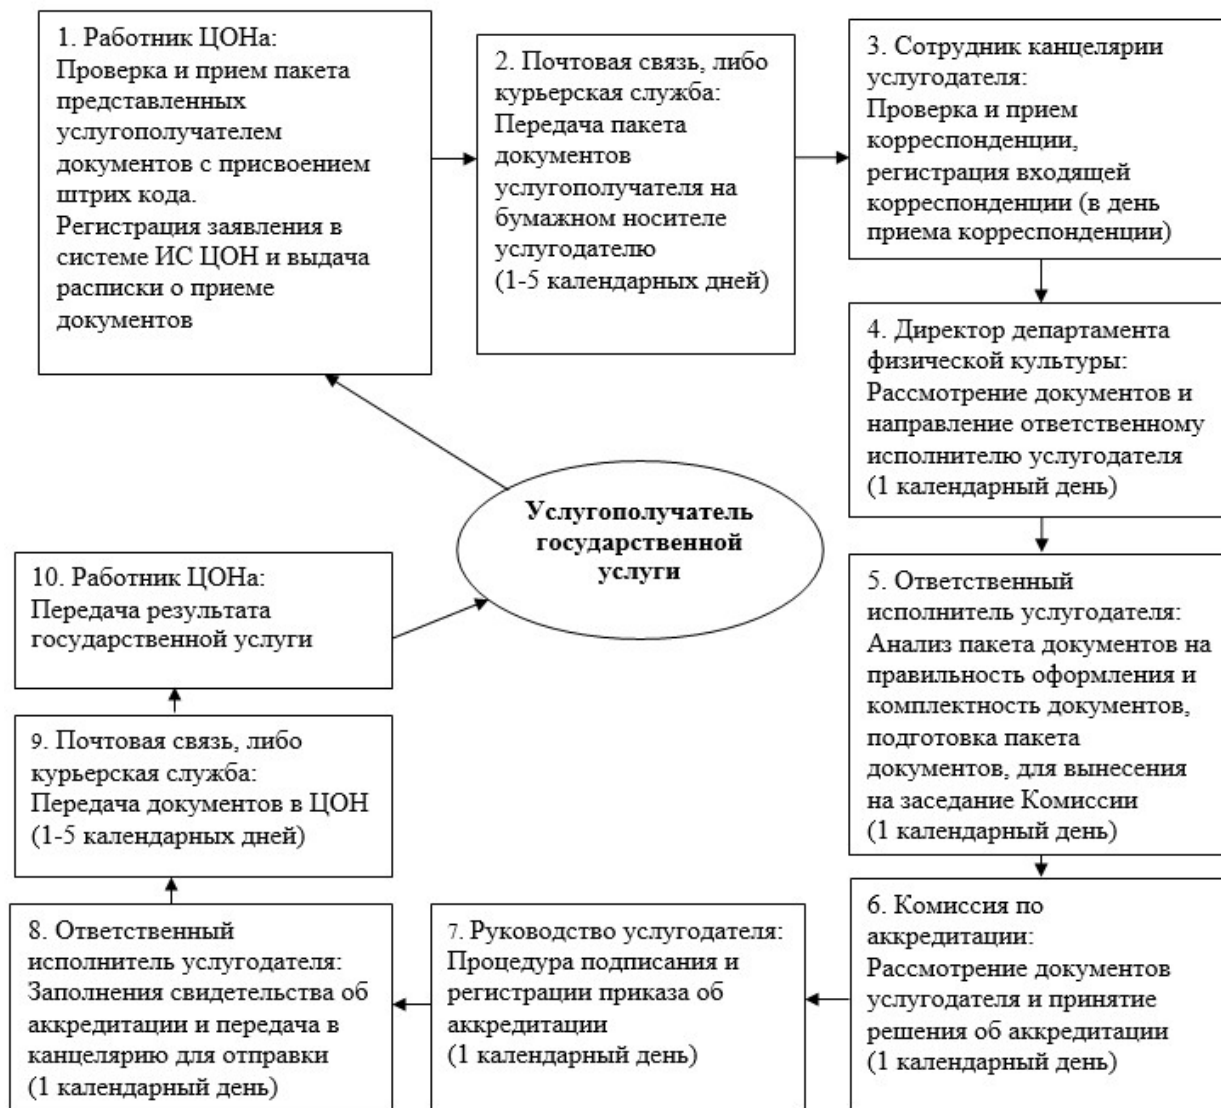 1. Работник ЦОНа:
Проверка и прием пакета
представленных
услугополучателем
документов с присвоением
штрих кода.
Регистрация заявления в
системе ИС ЦОН и выдача
расписки о приеме
документов
2. Почтовая связь, либо
курьерская служба:
Передача пакета
документов
услугополучателя на
бумажном носителе
услугодателю
(1-5 календарных дней)
3. Сотрудник канцелярии
услугодателя:
Проверка и прием
корреспонденции,
регистрация входящей
корреспонденции (в день
приема корреспонденции)
4. Директор департамента
физической культуры:
Рассмотрение документов и
направление ответственному
исполнителю услугодателя
(1 календарный день)
5. Ответственный
исполнитель услугодателя:
Анализ пакета документов на
правильность оформления и
комплектность документов,
подготовка пакета
документов, для вынесения
на заседание Комиссии
(1 календарный день)
6. Комиссия по
аккредитации:
Рассмотрение документов
услугодателя и принятие
решения об аккредитации
(1 календарный день)
7. Руководство услугодателя:
Процедура подписания и
регистрации приказа об
аккредитации
(1 календарный день)
8. Ответственный
исполнитель услугодателя:
Заполнения свидетельства об
аккредитации и передача в
канцелярию для отправки
(1 календарный день)
9. Почтовая связь, либо
курьерская служба:
Передача документов в ЦОН
(1-5 календарных дней)
10. Работник ЦОНа:
Передача результата
государственной услуги
Услугополучатель
государственной
услуги